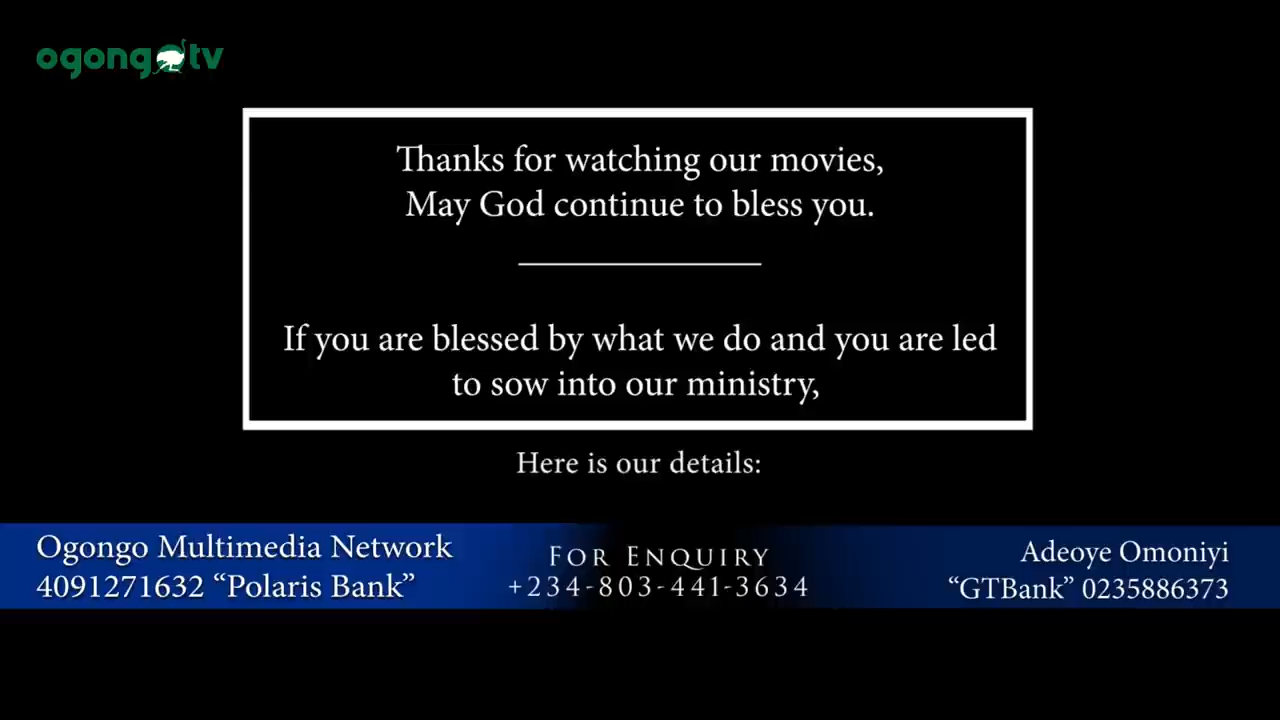 ogongotv
Thanks for watching our movies,
May God continue to bless you.
If you are blessed by what we do and you are led
to sow into our ministry,
Here is our details:
Ogongo Multimedia Network
4091271632 “Polaris Bank”
FOR ENQUIRY
+234-803-441-3634
Adeoye Omoniyi
“GTBank” 0235886373